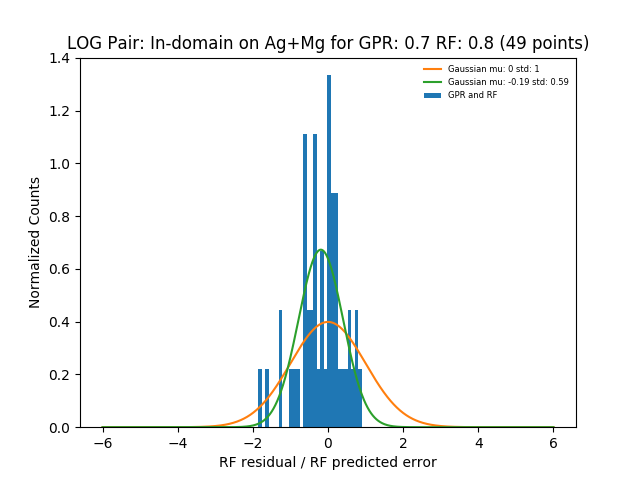 LOG Pair: In-domain on Ag+Mg for GPR: 0.7 RF: 0.8 (49 points)
Gaussian mu: 0 std: 1
Gaussian mu: -0.19 std: 0.59
GPR and RF
Normalized Counts
1.4
1.2
1.0
0.8
0.6
0.4
0.2
0.0
−6
−4
−2
0
2
4
6
RF residual / RF predicted error